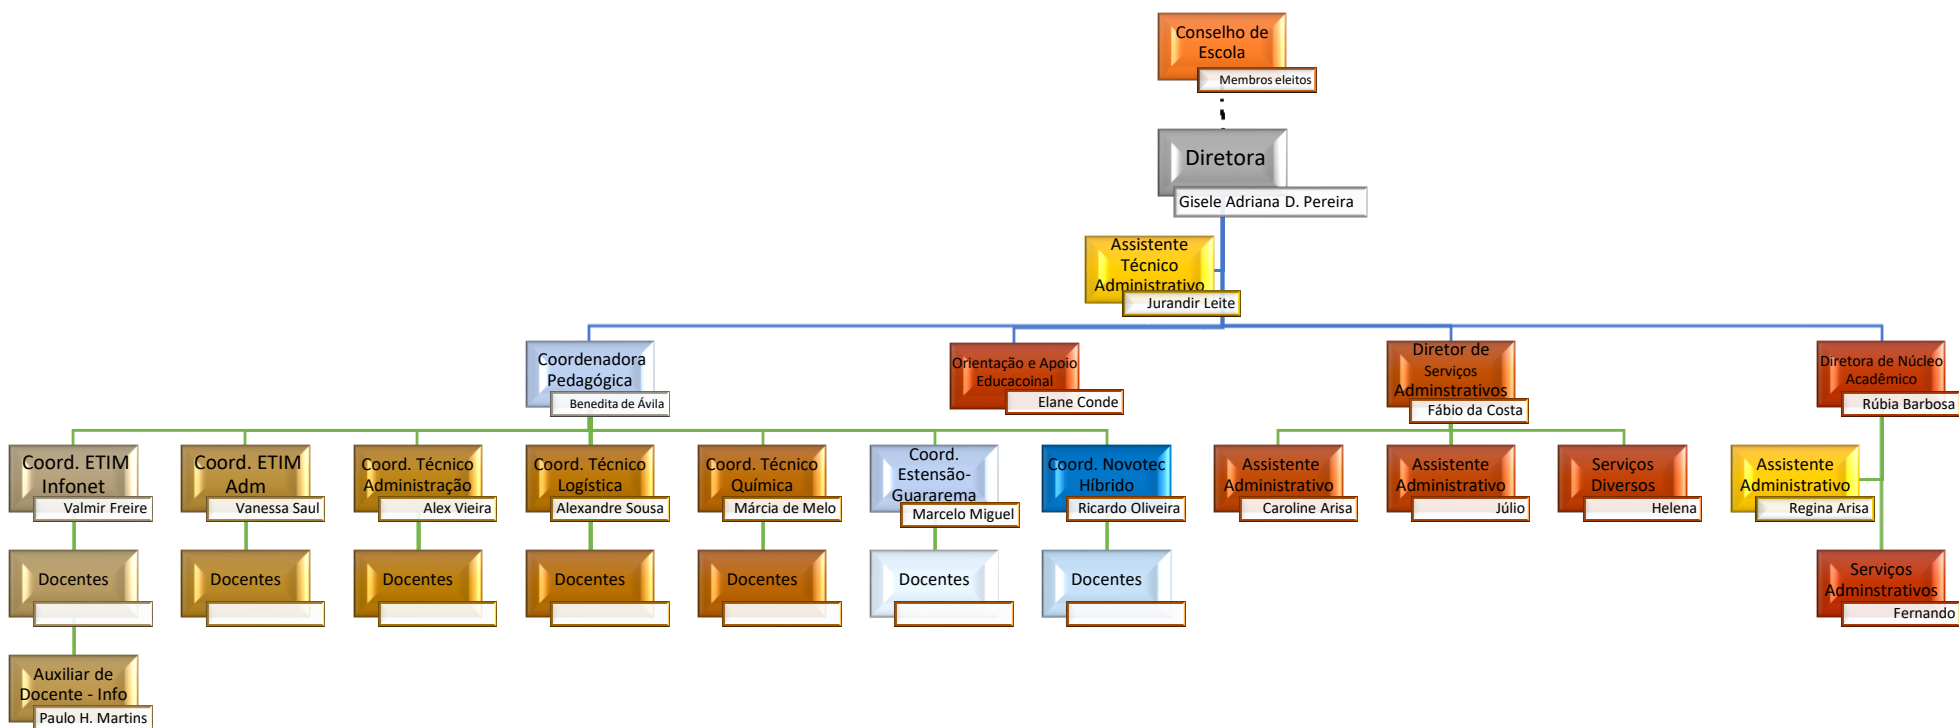 Conselho de
Escola
Membros eleitos
Diretora
Gisele Adriana D. Pereira
Assistente
Técnico
Administrativo
Jurandir Leite
Coordenadora
Pedagógica
Benedita de Ávila
Orientação e Apoio
Educacoinal
Elane Conde
Diretor de
Serviços
Adminstrativos
Fábio da Costa
Diretora de Núcleo
Acadêmico
Rúbia Barbosa
Coord. ETIM
Infonet
Valmir Freire
Coord. ETIM
Adm
Vanessa Saul
Coord. Técnico
Administração
Alex Vieira
Coord. Técnico
Logística
Alexandre Sousa
Coord. Técnico
Química
Márcia de Melo
Coord.
Estensão-
Guararema
Marcelo Miguel
Coord. Novotec
Híbrido
Ricardo Oliveira
Assistente
Administrativo
Caroline Arisa
Assistente
Administrativo
Júlio
Serviços
Diversos
Helena
Assistente
Administrativo
Regina Arisa
Docentes
Docentes
Docentes
Docentes
Docentes
Docentes
Docentes
Serviços
Adminstrativos
Fernando
Auxiliar de
Docente - Info
Paulo H. Martins